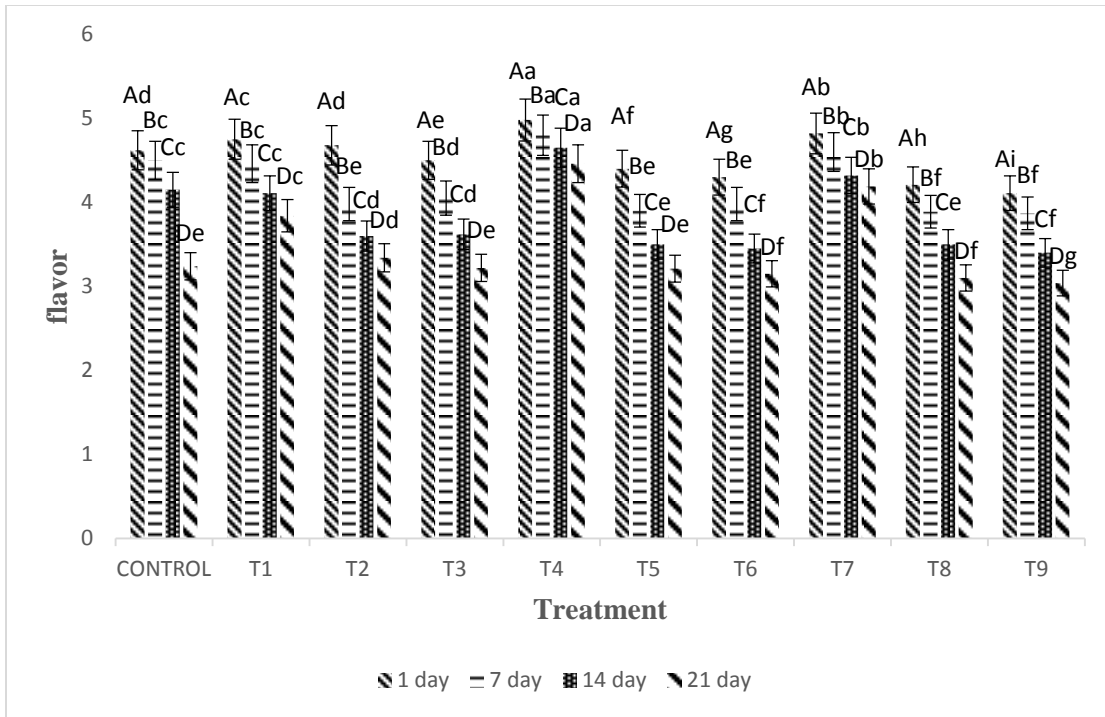 6
5
4
3
2
1
0
flavor
Ad
Bc
Cc
De
Ac
Bc
Cc
Dc
Ad
Be
Cd
Dd
Ae
Bd
Cd
De
Aa
Ba
Ca
Da
Af
Be
Ce
De
Ag
Be
Cf
Df
Ab
Bb
Cb
Db
Ah
Bf
Ce
Df
Ai
Bf
Cf
Dg
CONTROL T1 T2 T3 T4 T5 T6 T7 T8 T9
Treatment
1 day 7 day 14 day 21 day